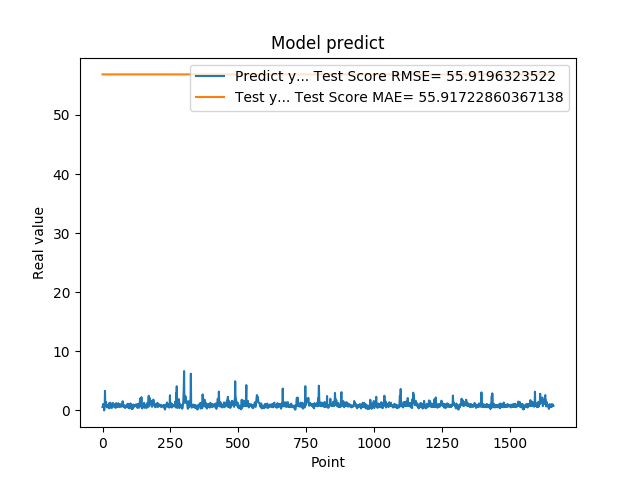 Model predict
Predict y... Test Score RMSE= 55.9196323522
Test y... Test Score MAE= 55.91722860367138
Real value
50
40
30
20
10
0
0 250 500 750 1000 1250 1500
Point